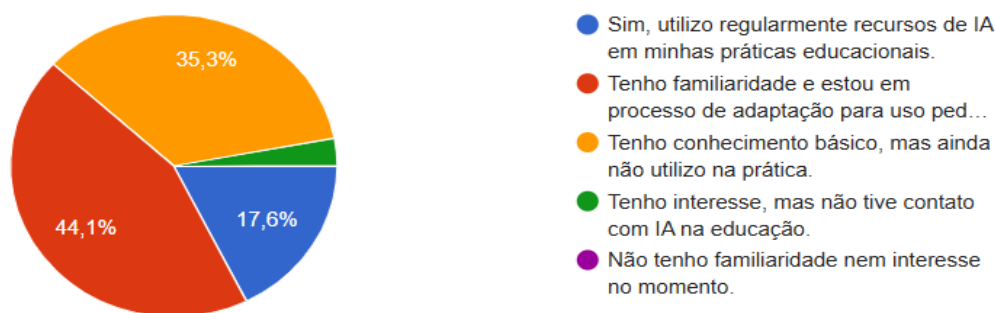 35,3%
44,1%
17,6%
Sim, utilizo regularmente recursos de IA
em minhas práticas educacionais.
Tenho familiaridade e estou em
processo de adaptação para uso ped…
Tenho conhecimento básico, mas ainda
não utilizo na prática.
Tenho interesse, mas não tive contato
com IA na educação.
Não tenho familiaridade nem interesse
no momento.